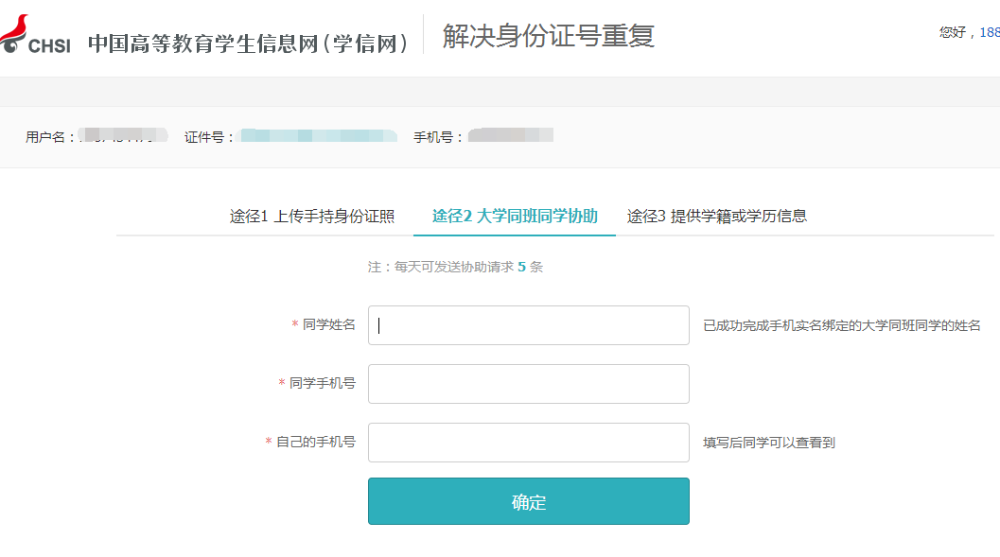 CHSI 中国高等教育学生信息网(学信网) 解决身份证号重复 您好，188
用户名： 证件号： 手机号：
途径1 上传手持身份证照 途径2 大学同班同学协助 途径3 提供学籍或学历信息
注：每天可发送协助请求 5 条
* 同学姓名 已成功完成手机实名绑定的大学同班同学的姓名
* 同学手机号
* 自己的手机号 填写后同学可以查看到
确定